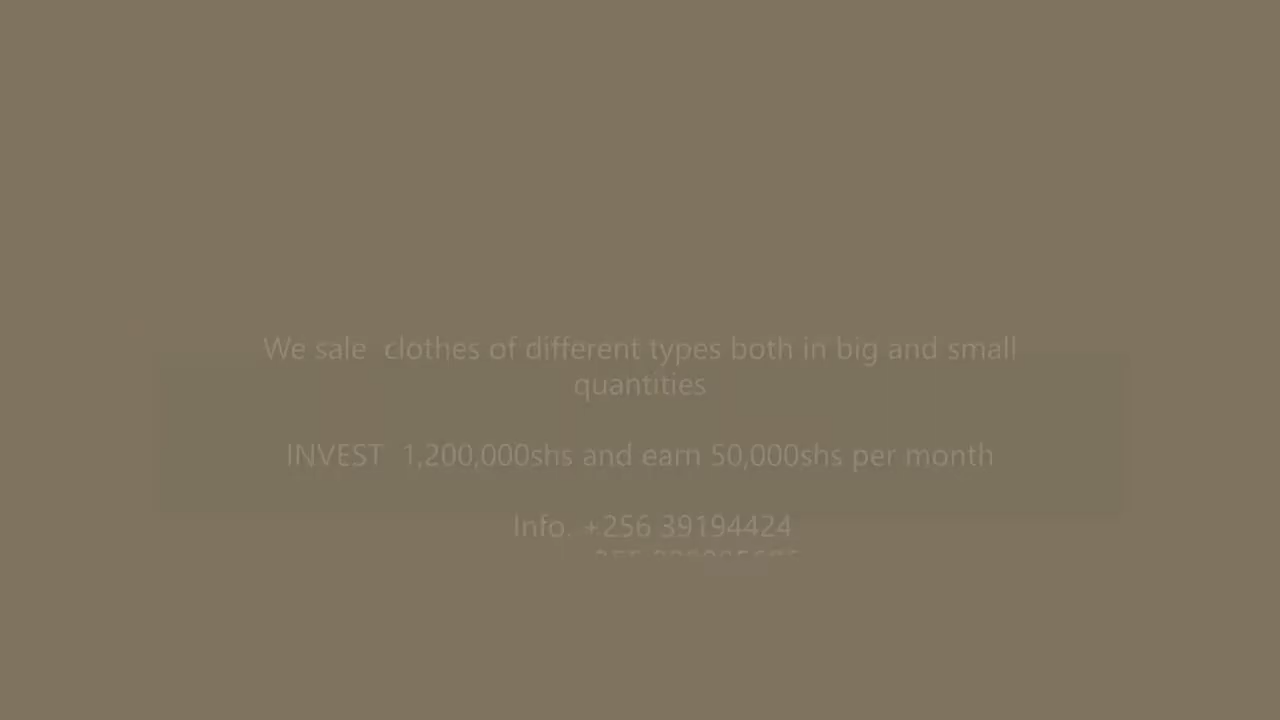 We sale clothes of different types both in big and small
quantities
INVEST 1,200,000shs and earn 50,000shs per month
Info. +256 39194424